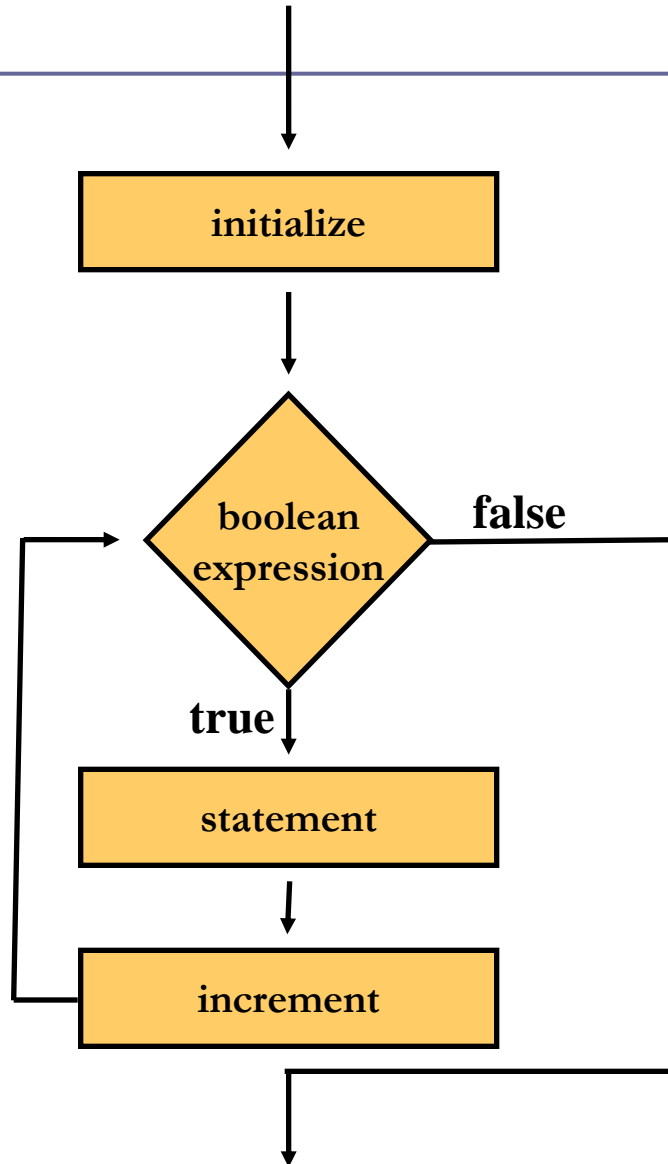 initialize
boolean
expression
false
true
statement
increment